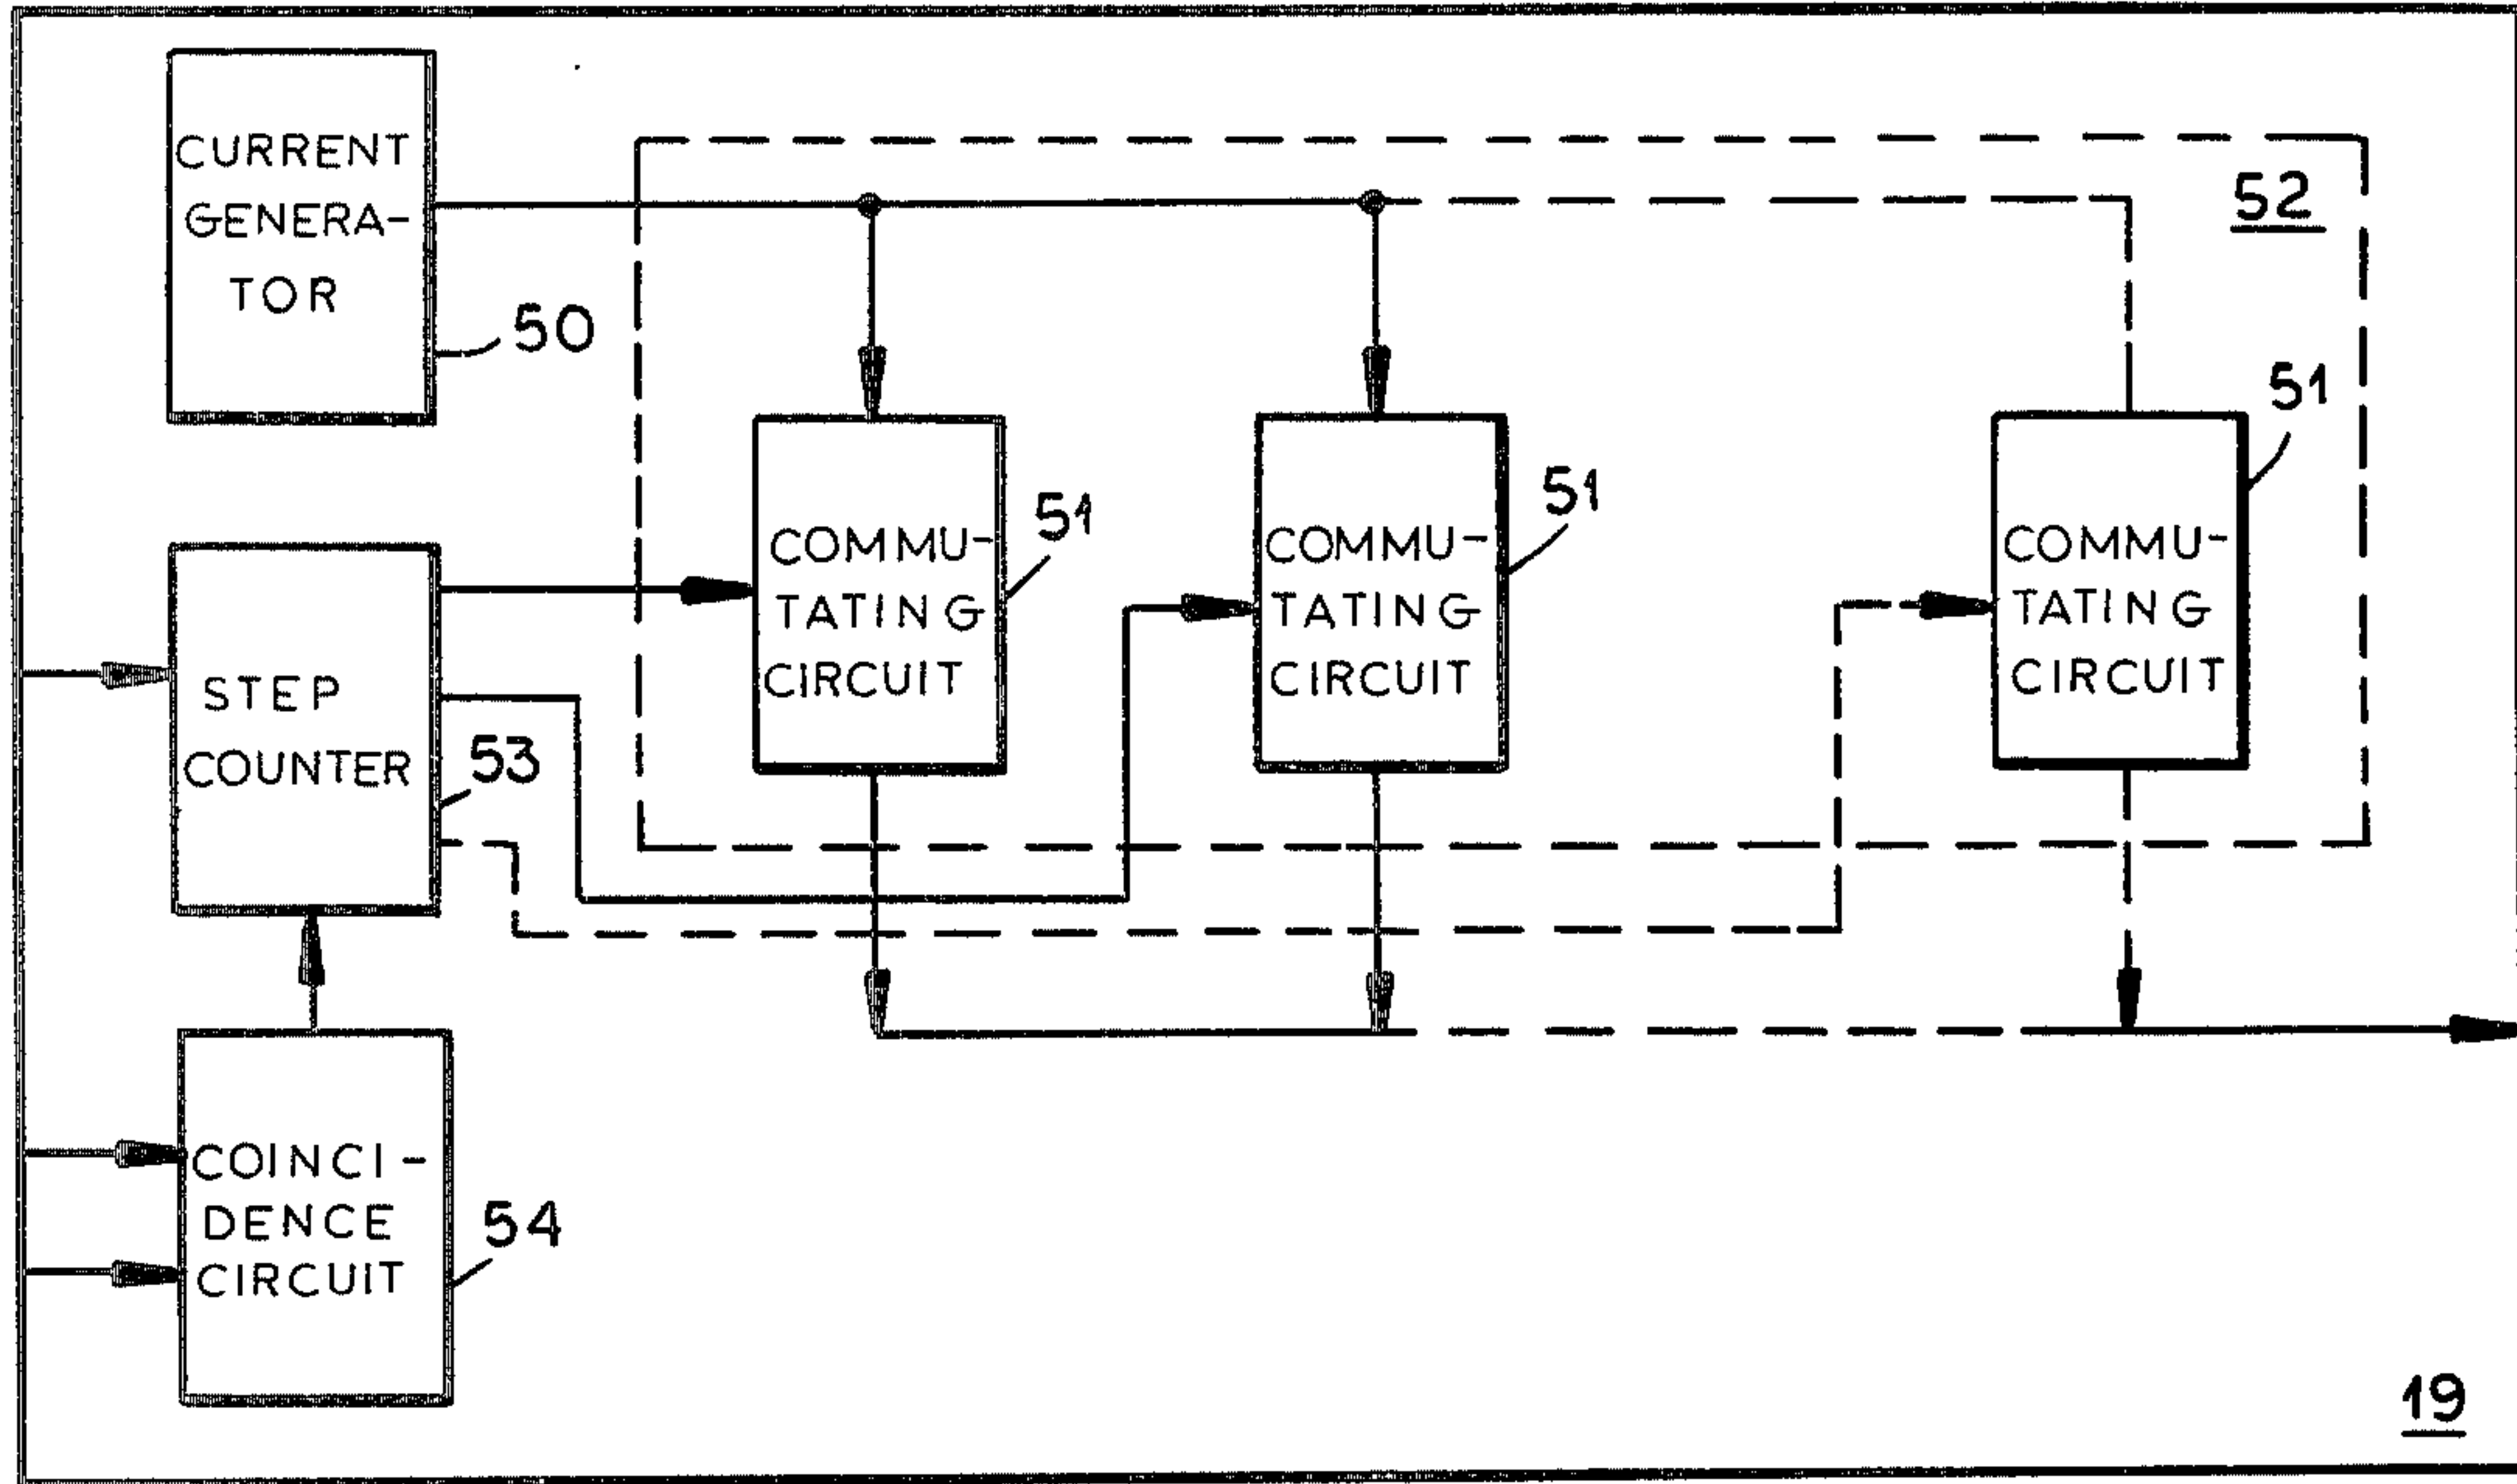 CURRENT
GENERA-
TOR
50
52
COMMU-
TATING
CIRCUIT
51
COMMU-
TATING
CIRCUIT
51
COMMU-
TATING
CIRCUIT
51
STEP
COUNTER
53
COINCI-
DENCE
CIRCUIT
54
19